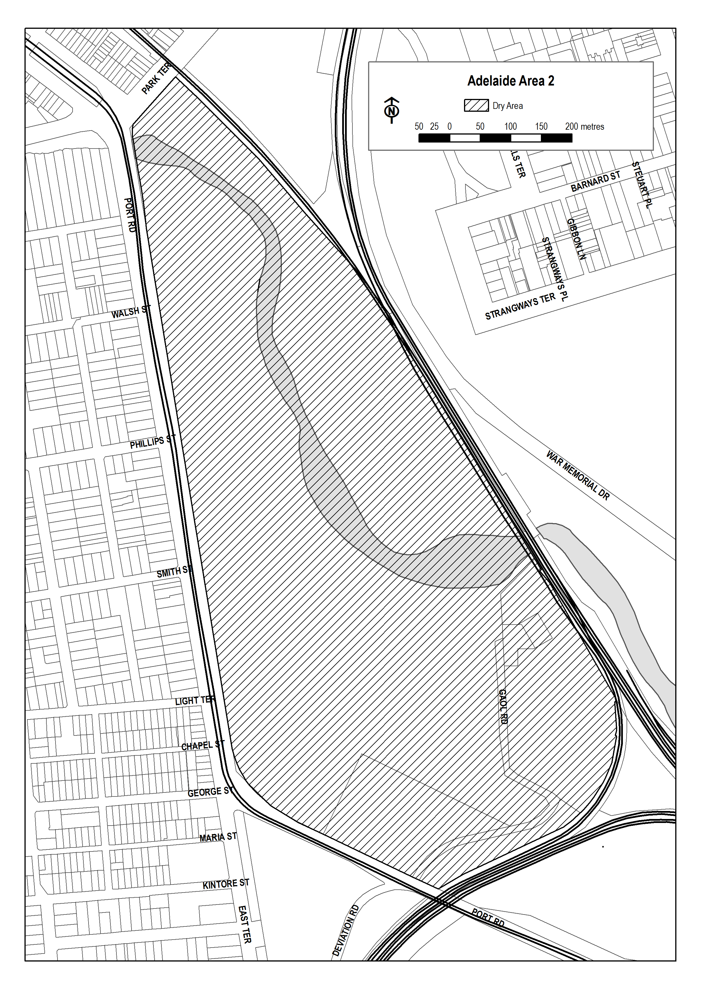 PARK TER
Adelaide Area 2
N
Dry Area
50 25 0 50 100 150 200 metres
LLS TER
BARNARD ST
STEUART PL
PORT RD
GIBBON LN
STRANGWAYS PL
STRANGWAYS TER
WALSH ST
PHILLIPS ST
WAR MEMORIAL DR
SMITH ST
LIGHT TER
GAOL RD
CHAPEL ST
GEORGE ST
MARIA ST
KINTORE ST
EAST TER
DEVIATION RD
PORT RD